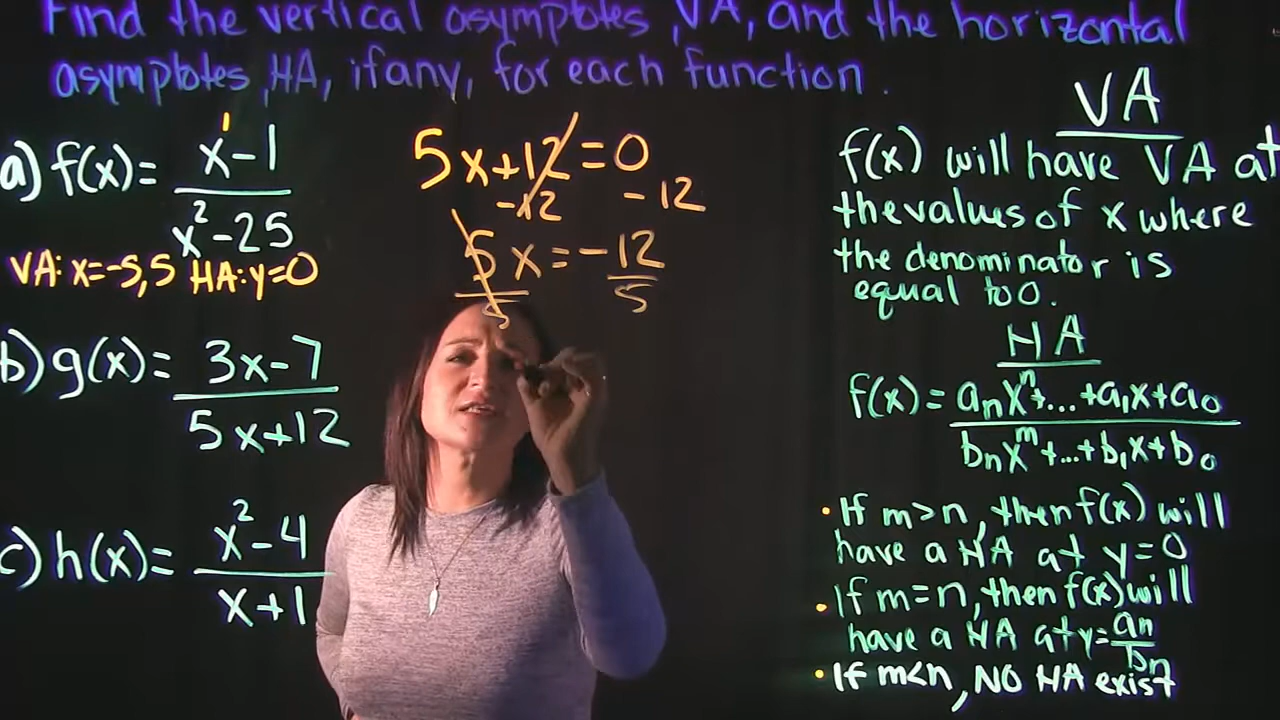 Find the vertical asymptotes, VA, and the horizontal
asymptotes, HA, if any, for each function.
a) f(x) = x¹-1 / x²-25
VA: x=-5,5 HA: y=0
b) g(x) = 3x-7 / 5x+12
c) h(x) = x²-4 / x+1
5x+12=0
-12 -12
5x = -12
5 5
VA
f(x) will have VA at
the values of x where
the denominator is
equal to 0.
HA
f(x) = aₙxⁿ+...+a₁x+a₀
bₙxᵐ+...+b₁x+b₀
• If m>n, then f(x) will
have a HA at y=0
• If m=n, then f(x) will
have a HA at y=aₙ/bₙ
• If m<n, NO HA exist